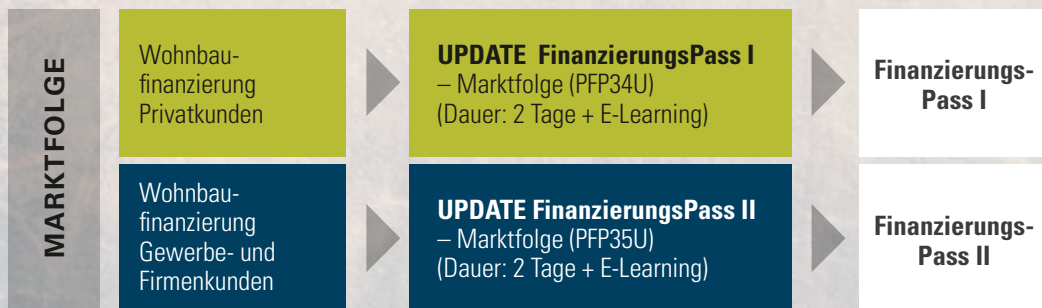 MARKTFOLGE
Wohnbau-
finanzierung
Privatkunden
UPDATE FinanzierungsPass I
– Marktfolge (PFP34U)
(Dauer: 2 Tage + E-Learning)
Finanzierungs-
Pass I
Wohnbau-
finanzierung
Gewerbe- und
Firmenkunden
UPDATE FinanzierungsPass II
– Marktfolge (PFP35U)
(Dauer: 2 Tage + E-Learning)
Finanzierungs-
Pass II